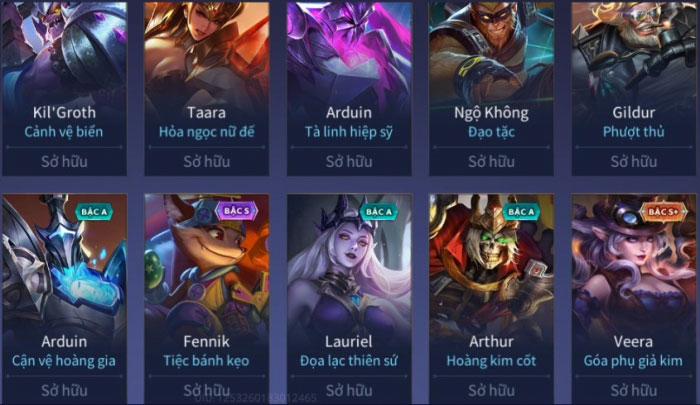 Kil'Groth
Cảnh vệ biển
Sở hữu
Taara
Hỏa ngọc nữ đế
Sở hữu
Arduin
Tà linh hiệp sỹ
Sở hữu
Ngộ Không
Đạo tặc
Sở hữu
Gildur
Phượt thủ
Sở hữu
BẬC A
Arduin
Cận vệ hoàng gia
Sở hữu
BẬC S
Fennik
Tiệc bánh kẹo
Sở hữu
BẬC A
Lauriel
Đọa lạc thiên sứ
Sở hữu
BẬC A
Arthur
Hoàng kim cốt
Sở hữu
BẬC S+
Veera
Góa phụ giả kim
Sở hữu